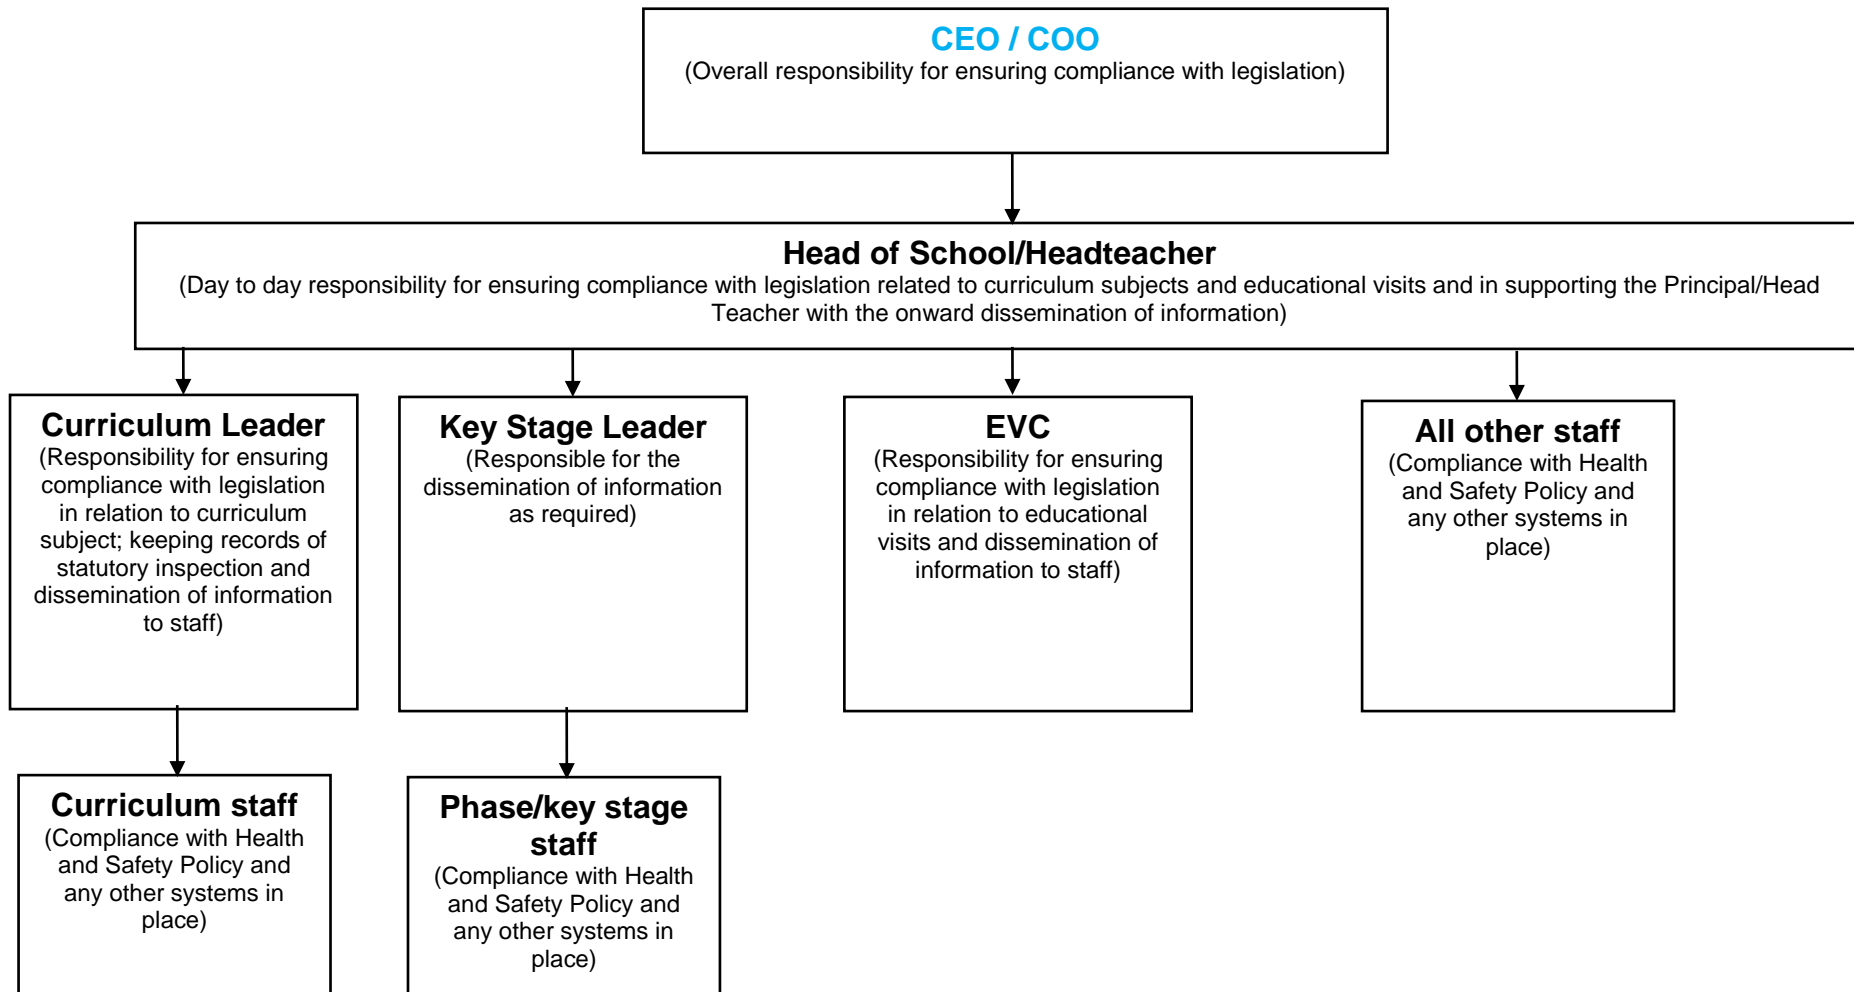 CEO / COO
(Overall responsibility for ensuring compliance with legislation)
Head of School/Headteacher
(Day to day responsibility for ensuring compliance with legislation related to curriculum subjects and educational visits and in supporting the Principal/Head
Teacher with the onward dissemination of information)
Curriculum Leader
(Responsibility for ensuring
compliance with legislation
in relation to curriculum
subject; keeping records of
statutory inspection and
dissemination of information
to staff)
Key Stage Leader
(Responsible for the
dissemination of information
as required)
EVC
(Responsibility for ensuring
compliance with legislation
in relation to educational
visits and dissemination of
information to staff)
All other staff
(Compliance with Health
and Safety Policy and
any other systems in
place)
Curriculum staff
(Compliance with Health
and Safety Policy and
any other systems in
place)
Phase/key stage
staff
(Compliance with Health
and Safety Policy and
any other systems in
place)